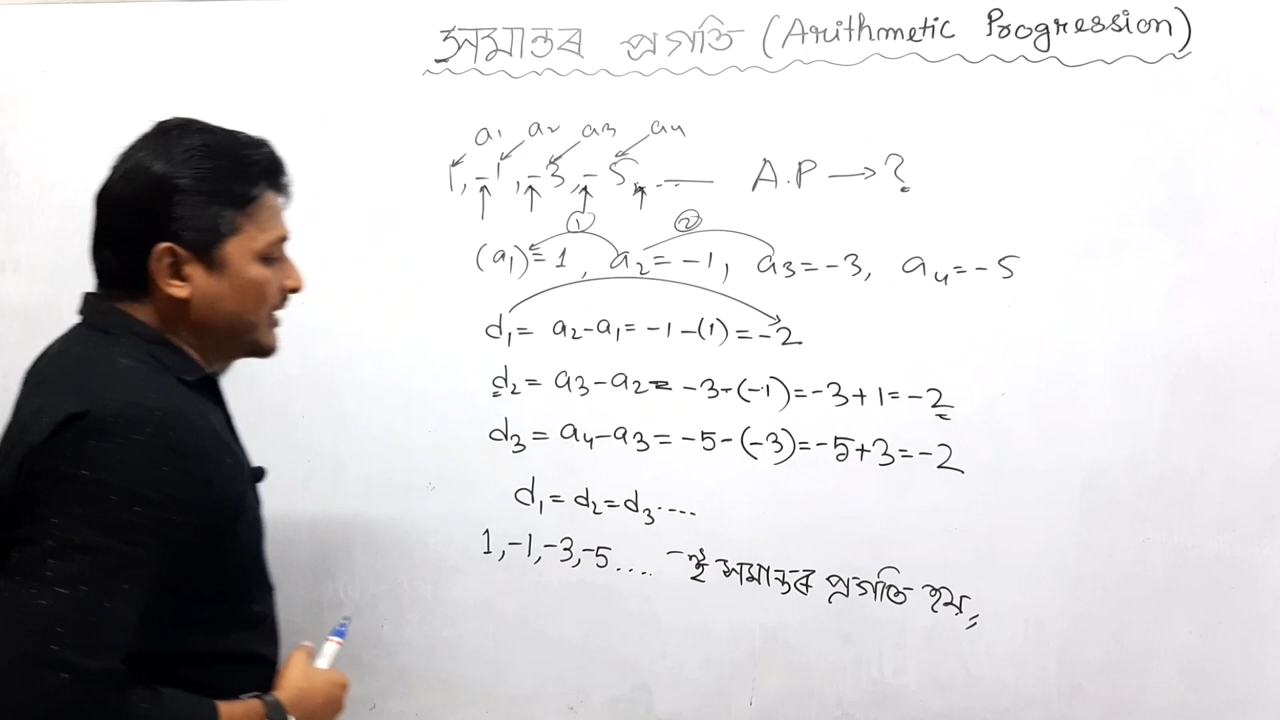 সমান্তৰ প্ৰগতি (Arithmetic Progression)
a₁ a₂ a₃ a₄
1, -1, -3, -5, ..... A.P → ?
① ②
(a₁) = 1, a₂ = -1, a₃ = -3, a₄ = -5
d₁ = a₂-a₁ = -1-(1) = -2
d₂ = a₃-a₂ = -3-(-1) = -3+1 = -2
d₃ = a₄-a₃ = -5-(-3) = -5+3 = -2
d₁ = d₂ = d₃ ....
1, -1, -3, -5 .... -ই সমান্তৰ প্ৰগতি হয়,,